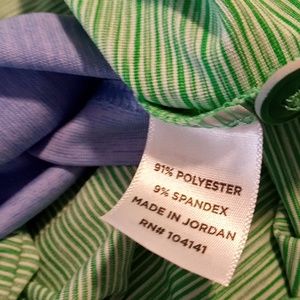 91% POLYESTER
9% SPANDEX
MADE IN JORDAN
RN# 104141